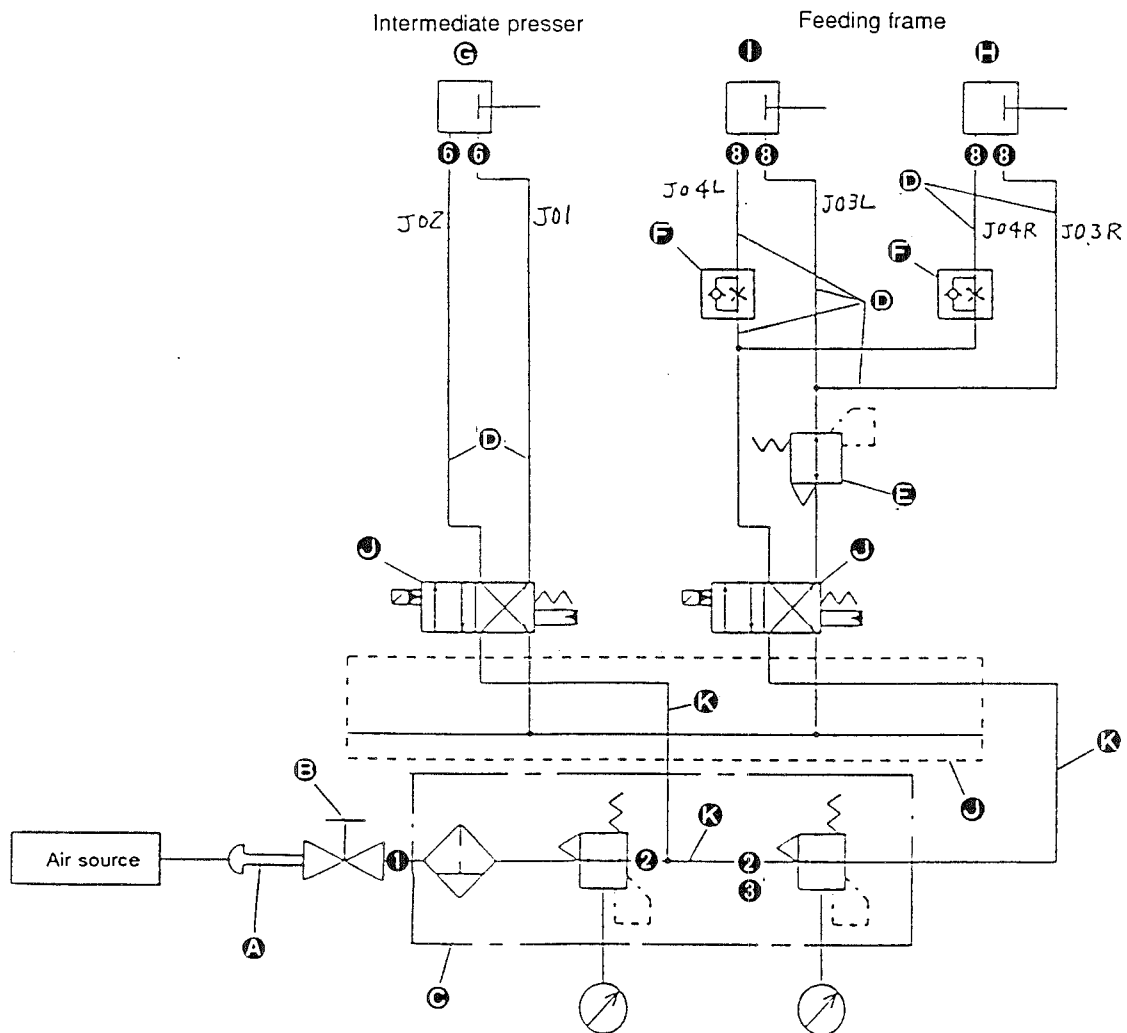 Intermediate presser
Feeding frame
G
I
H
6 6
8 8
8 8
J04L
D
J02
J01
J03L
J04R
J03R
F
F
D
D
E
J
J
K
K
B
J
K
1
2
2
3
Air source
A
C